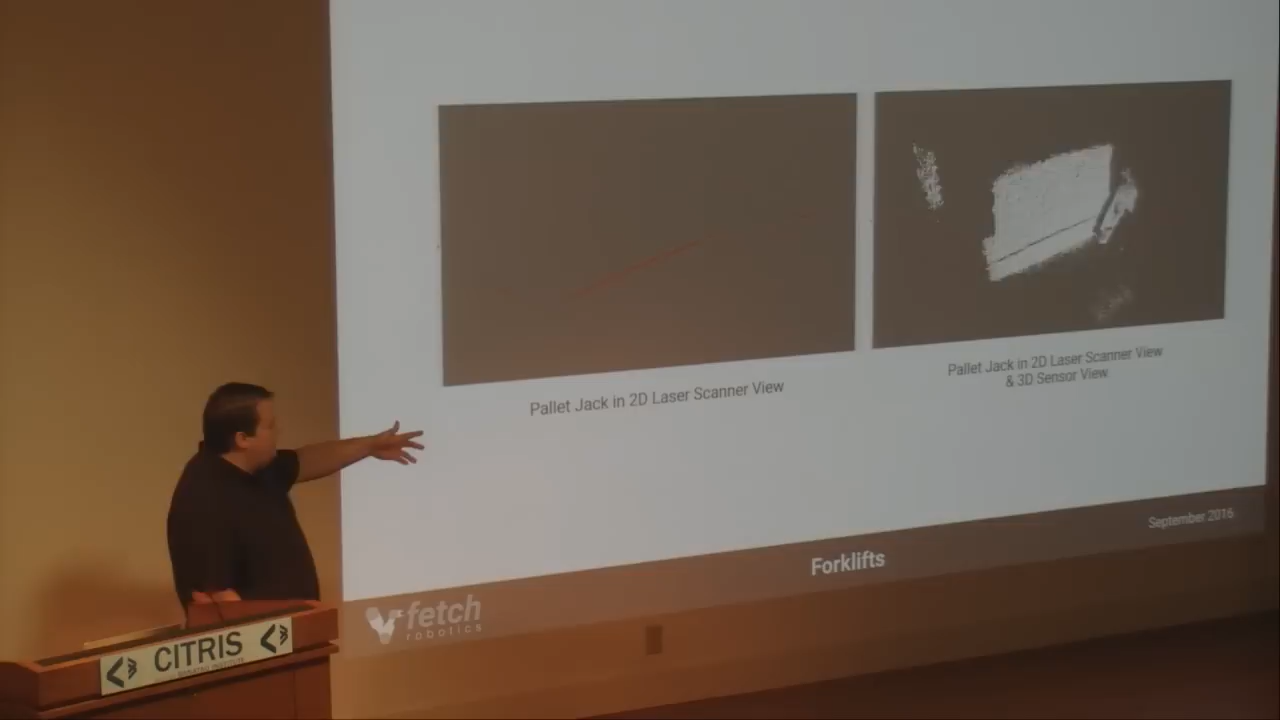 Pallet Jack in 2D Laser Scanner View
Pallet Jack in 2D Laser Scanner View
& 3D Sensor View
September 2016
Forklifts
fetch
robotics
CITRIS